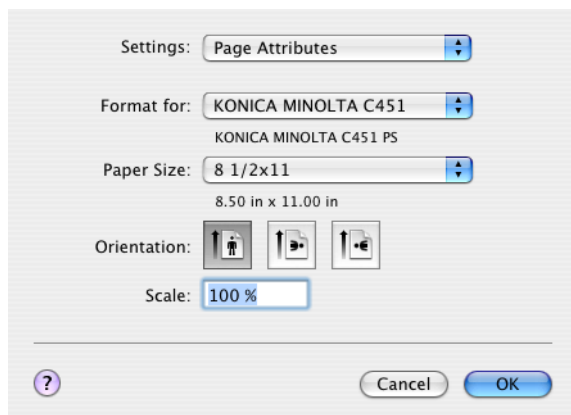 Settings: Page Attributes
Format for: KONICA MINOLTA C451
KONICA MINOLTA C451 PS
Paper Size: 8 1/2x11
8.50 in x 11.00 in
Orientation:
Scale: 100 %
? Cancel OK